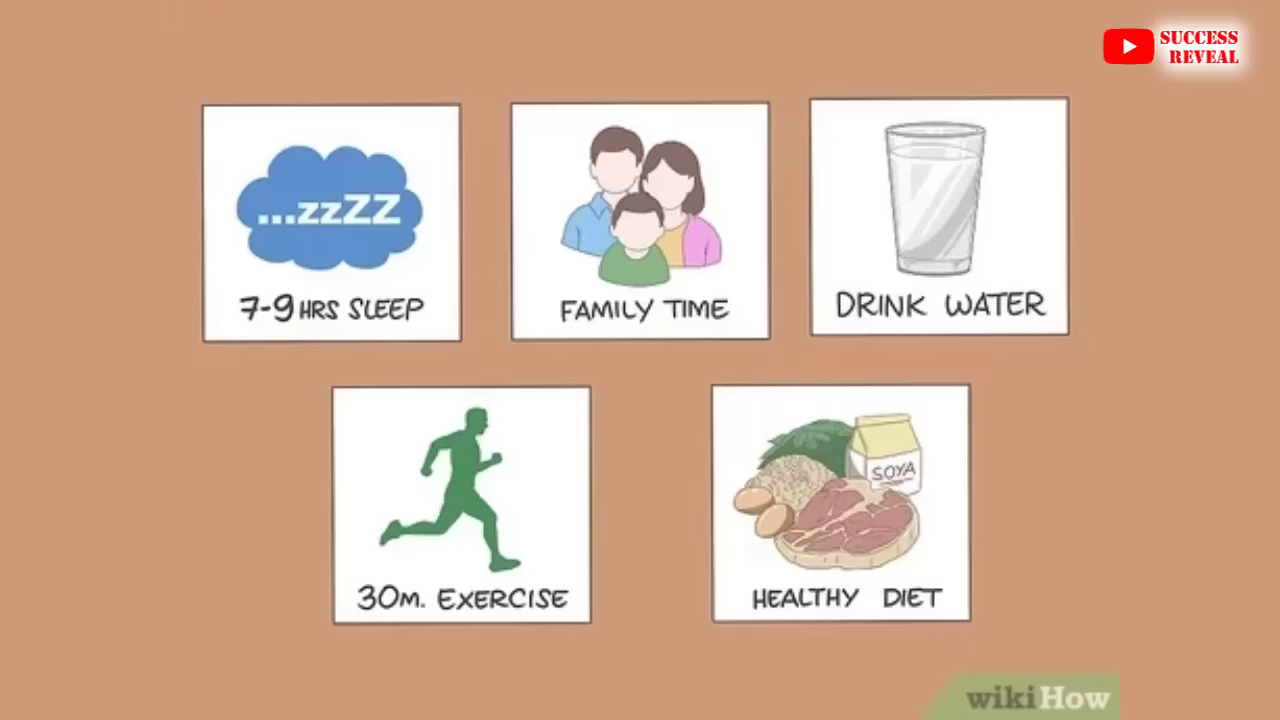 SUCCESS
REVEAL
...zzZZ
7-9 HRS SLEEP
FAMILY TIME
DRINK WATER
SOYA
30M. EXERCISE
HEALTHY DIET
wikiHow